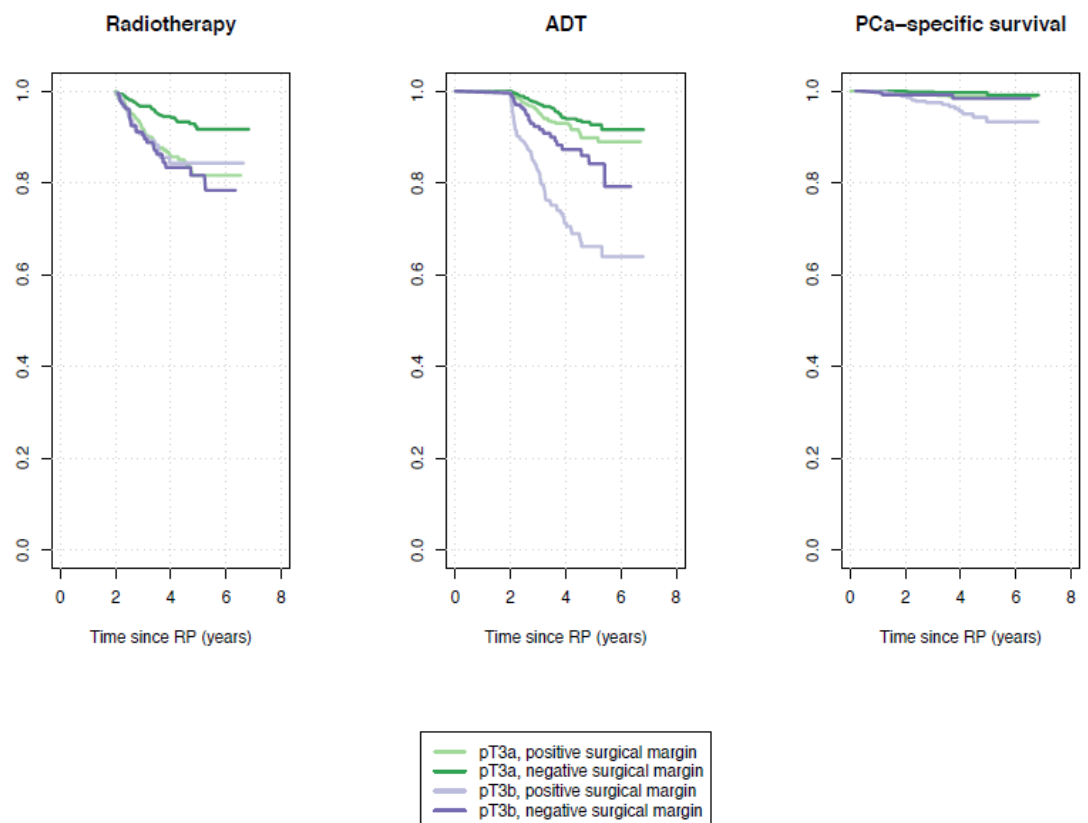 Radiotherapy
ADT
PCa–specific survival
1.0
0.8
0.6
0.4
0.2
0.0
0 2 4 6 8
Time since RP (years)
1.0
0.8
0.6
0.4
0.2
0.0
0 2 4 6 8
Time since RP (years)
1.0
0.8
0.6
0.4
0.2
0.0
0 2 4 6 8
Time since RP (years)
pT3a, positive surgical margin
pT3a, negative surgical margin
pT3b, positive surgical margin
pT3b, negative surgical margin